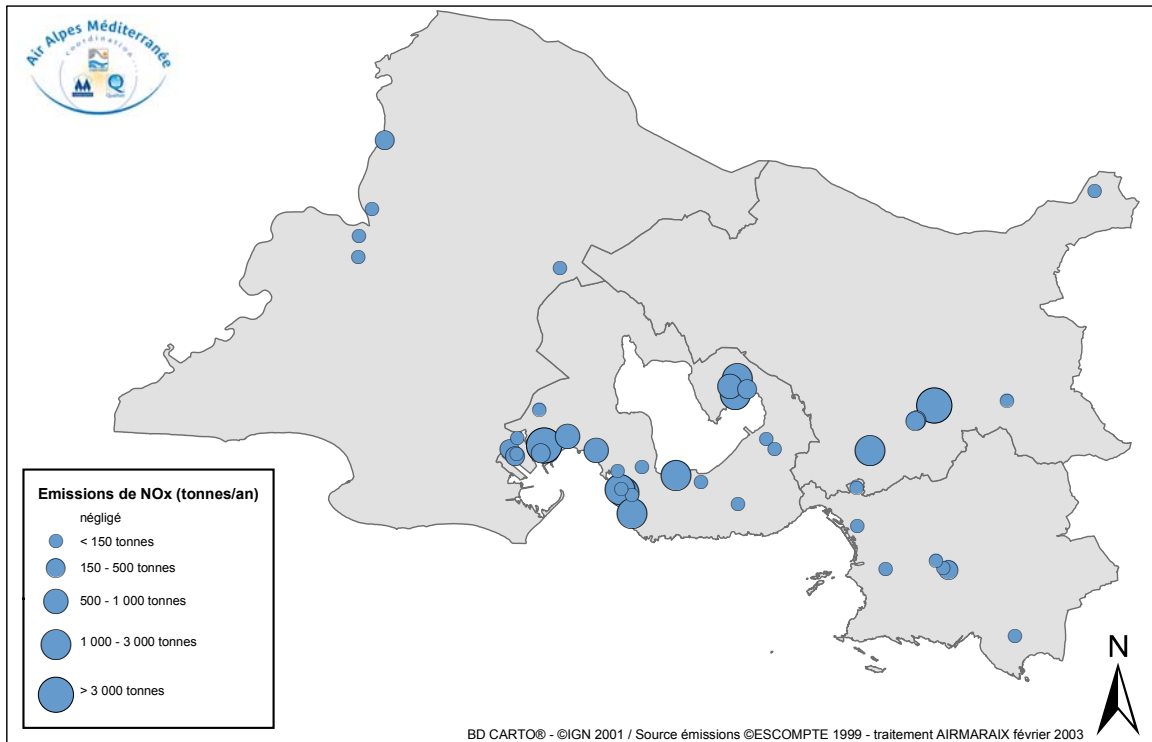 Air Alpes Méditerranée
coordination
Emissions de NOx (tonnes/an)
négligé
< 150 tonnes
150 - 500 tonnes
500 - 1 000 tonnes
1 000 - 3 000 tonnes
> 3 000 tonnes
N
BD CARTO® - ©IGN 2001 / Source émissions ©ESCOMPTE 1999 - traitement AIRMARAIX février 2003